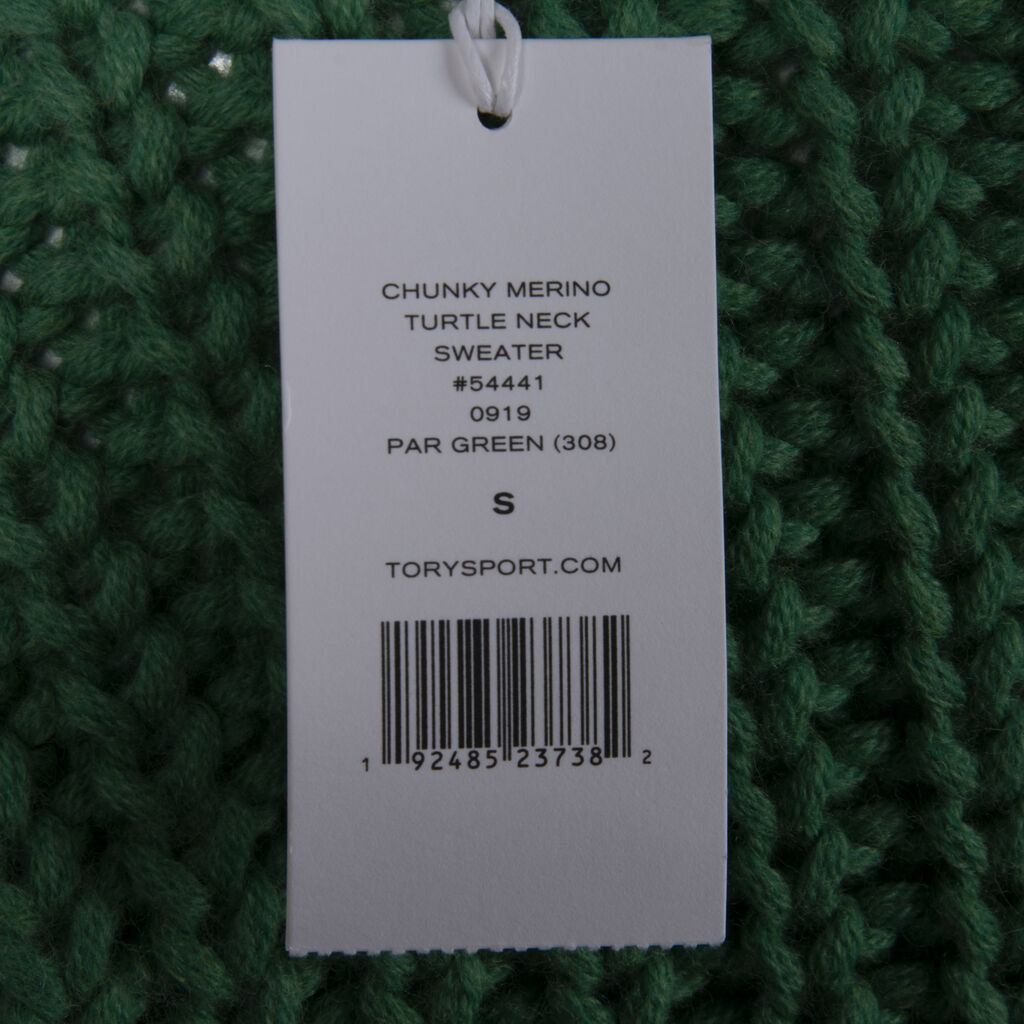 CHUNKY MERINO
TURTLE NECK
SWEATER
#54441
0919
PAR GREEN (308)
S
TORYSPORT.COM
1 92485 23738 2